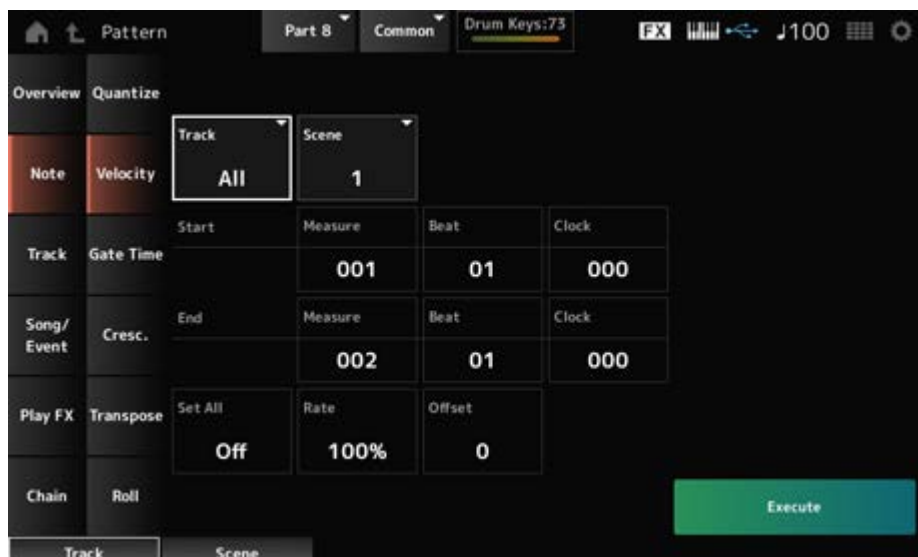 Pattern
Part 8
Common
Drum Keys:73
FX
♩100
Overview
Quantize
Track
All
Scene
1
Note
Velocity
Start
Measure
Beat
Clock
001
01
000
Track
Gate Time
End
Measure
Beat
Clock
002
01
000
Song/
Event
Cresc.
Play FX
Transpose
Set All
Off
Rate
100%
Offset
0
Chain
Roll
Execute
Track
Scene